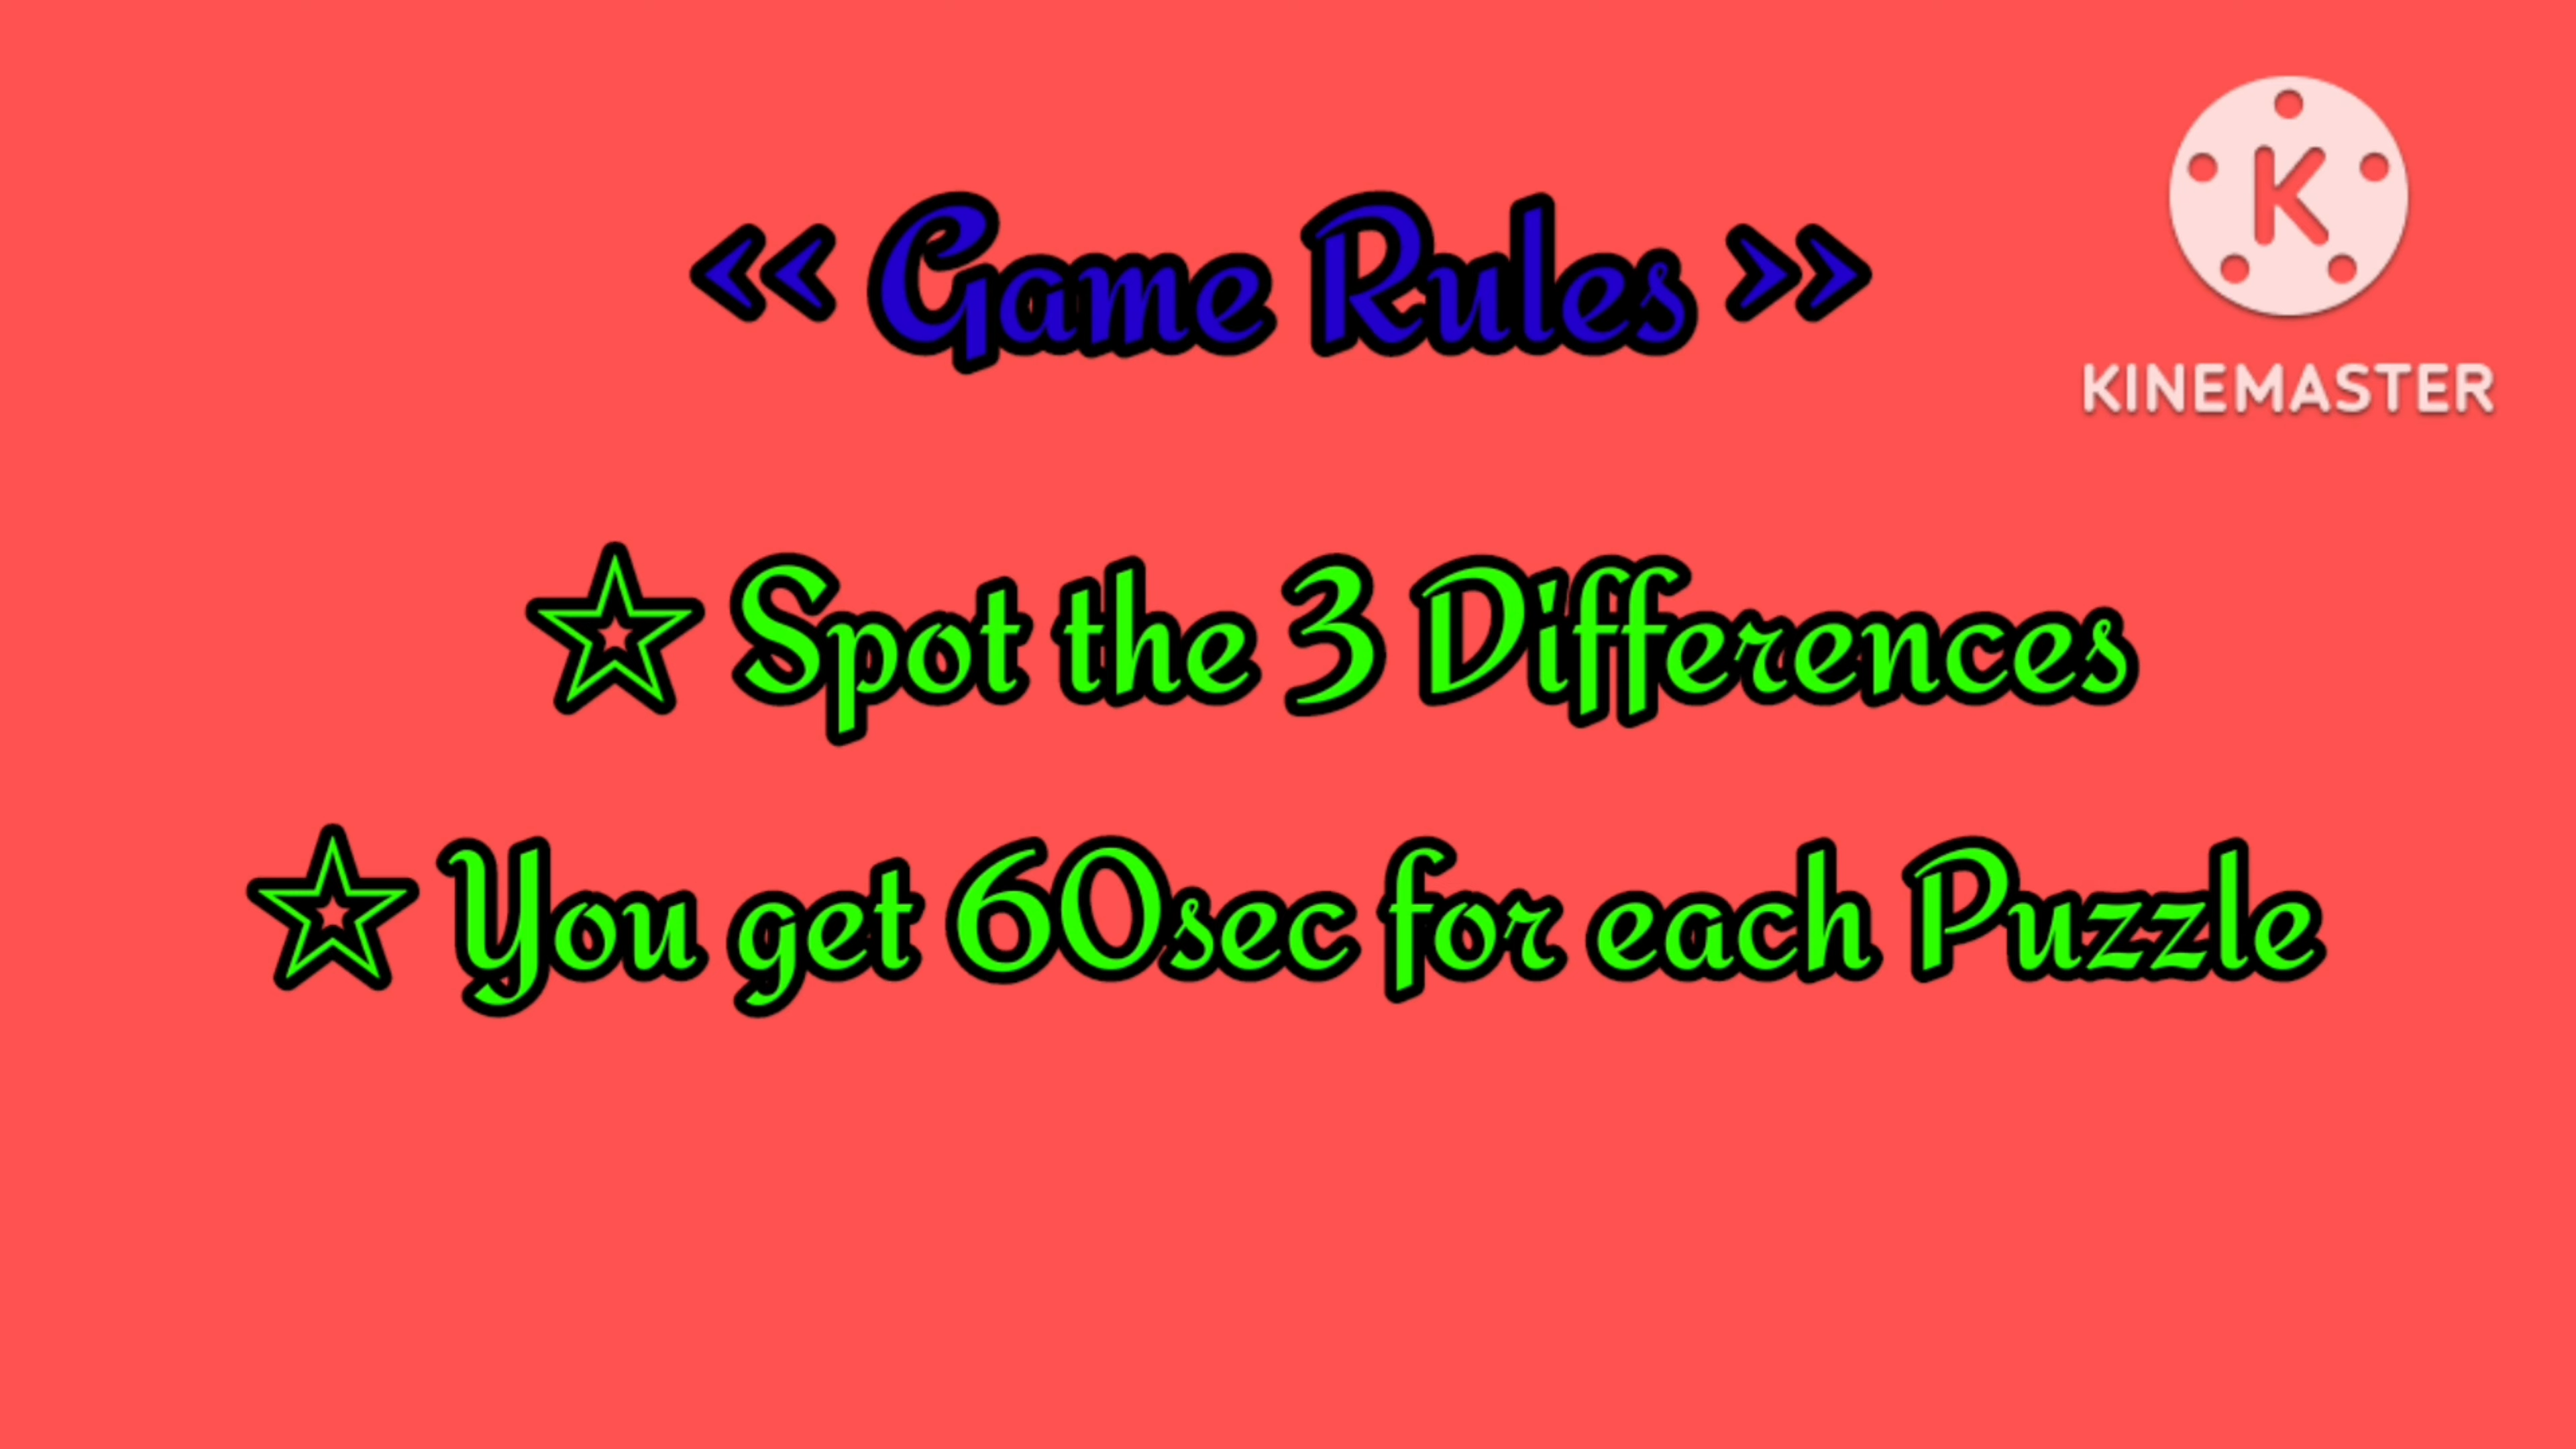 << Game Rules >>
K
KINEMASTER
☆ Spot the 3 Differences
☆ You get 60sec for each Puzzle